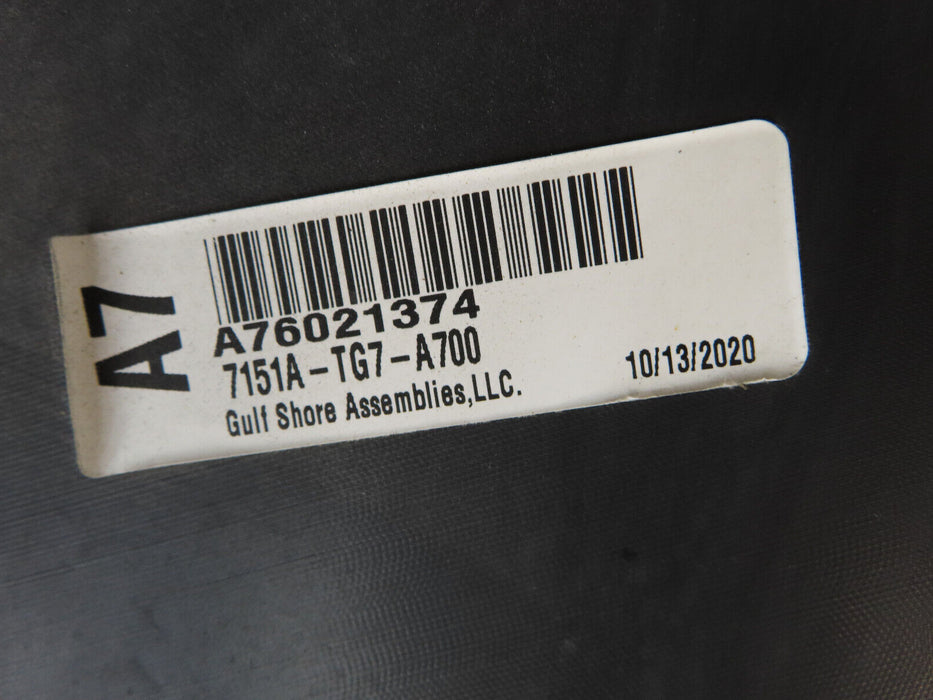 A7
A76021374
7151A-TG7-A700
Gulf Shore Assemblies,LLC.
10/13/2020